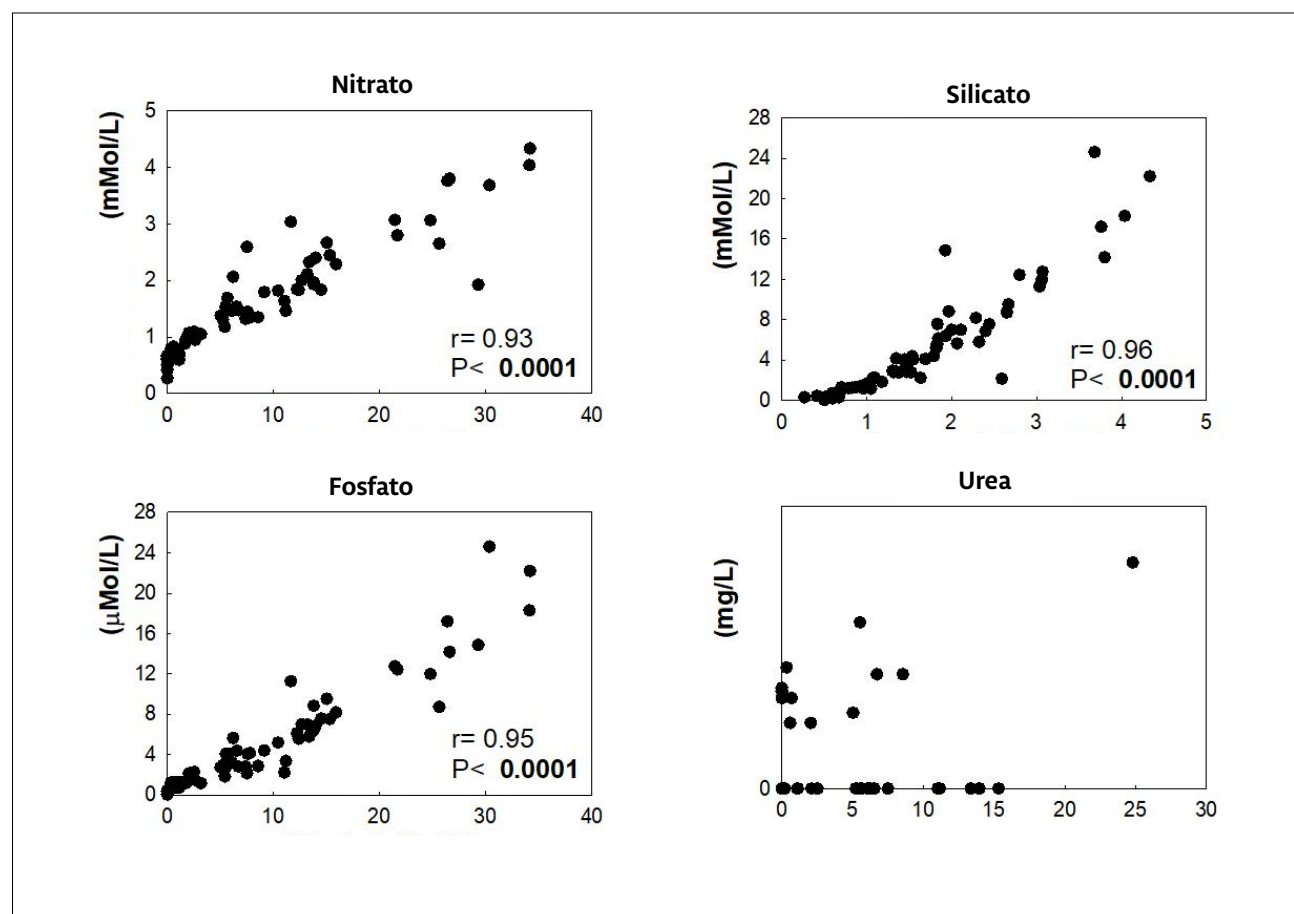 Nitrato
(mMol/L)
5
4
3
2
1
0
r= 0.93
P< 0.0001
0 10 20 30 40
Silicato
(mMol/L)
28
24
20
16
12
8
4
0
r= 0.96
P< 0.0001
0 1 2 3 4 5
Fosfato
(µMol/L)
28
24
20
16
12
8
4
0
r= 0.95
P< 0.0001
0 10 20 30 40
Urea
(mg/L)
0
0 5 10 15 20 25 30